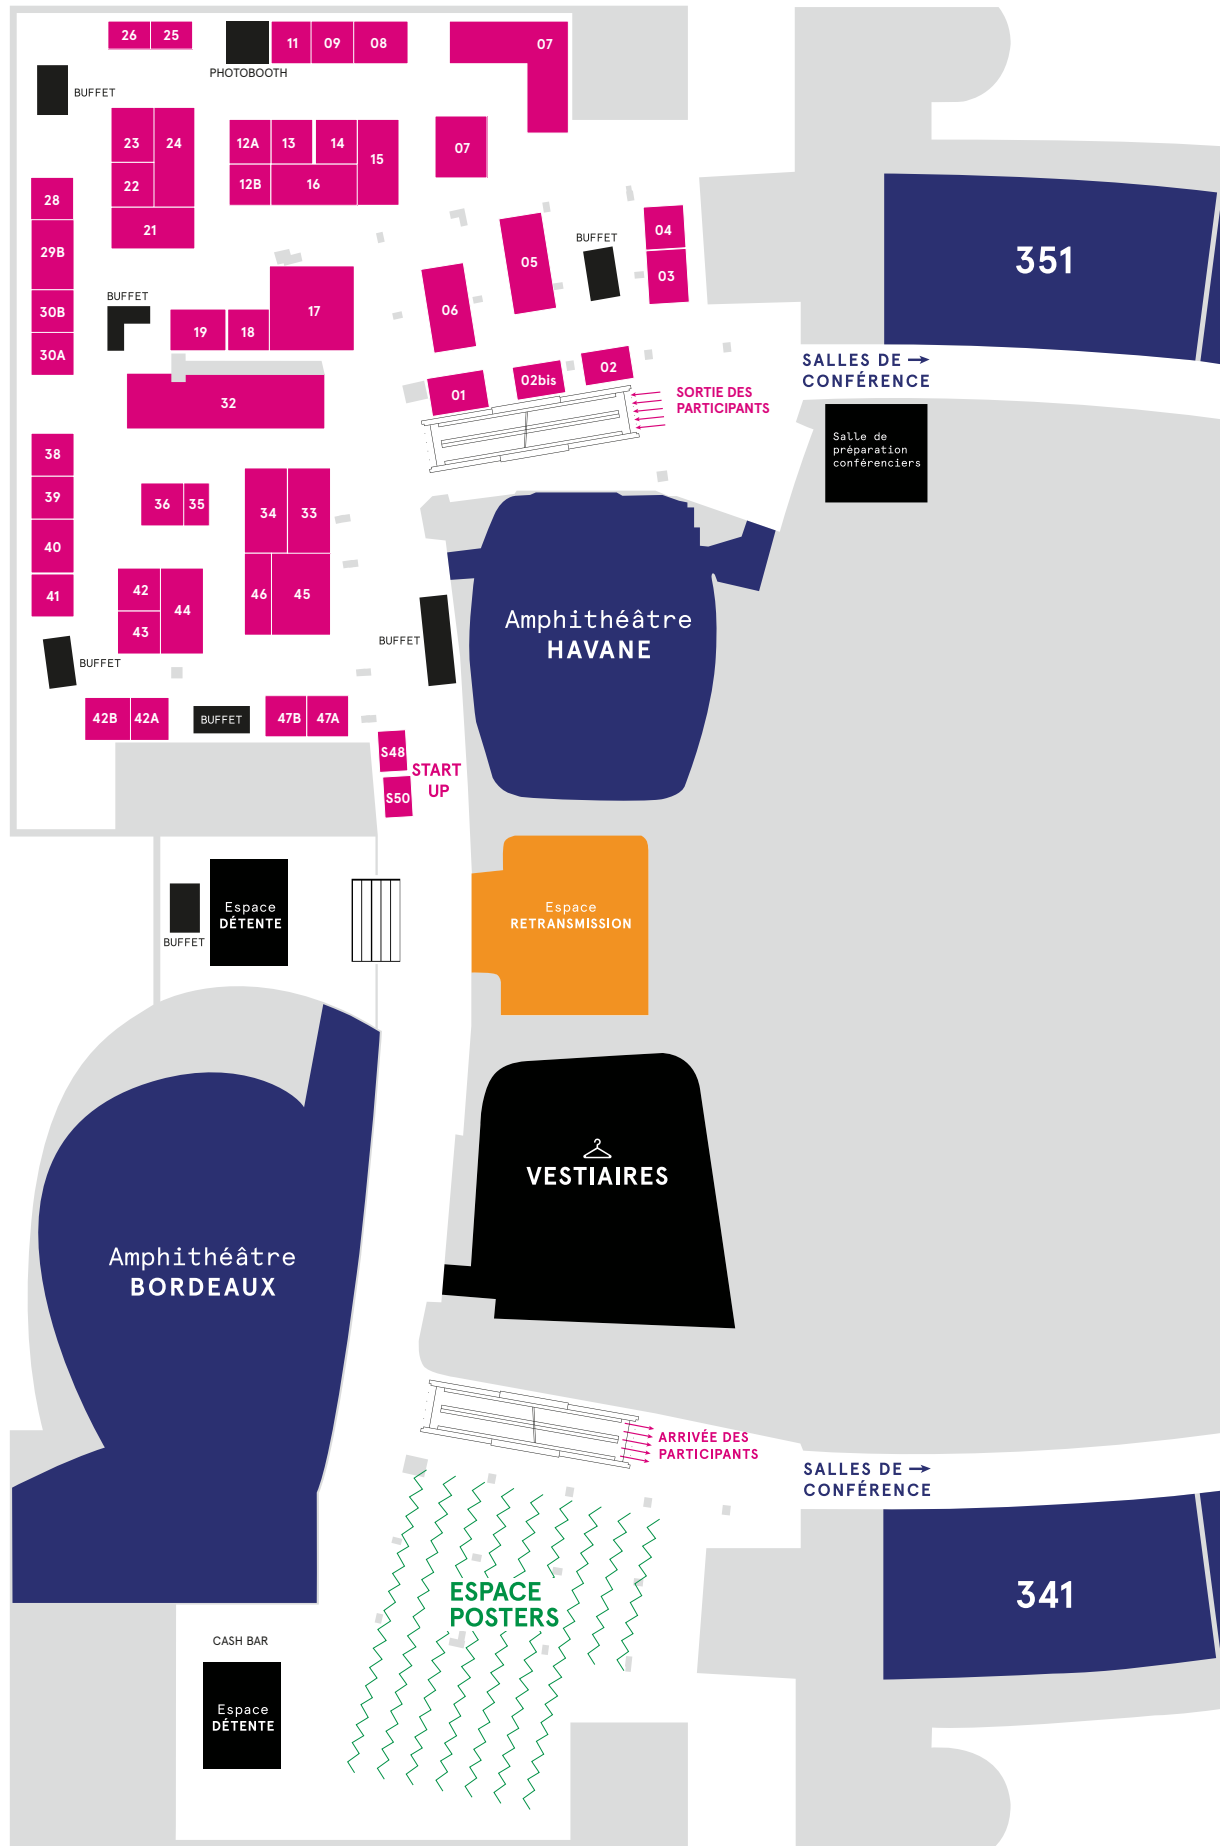 26
25
11
09
08
07
PHOTOBOOTH
BUFFET
23
24
22
21
12A
13
14
15
12B
16
07
28
29B
30B
30A
BUFFET
19
18
17
32
06
05
BUFFET
04
03
01
02bis
02
SORTIE DES
PARTICIPANTS
351
SALLES DE →
CONFÉRENCE
Salle de
préparation
conférenciers
38
39
40
41
36
35
34
33
46
45
42
43
44
BUFFET
BUFFET
42B
42A
BUFFET
47B
47A
S48
S50
START
UP
Amphithéâtre
HAVANE
BUFFET
Espace
DÉTENTE
Espace
RETRANSMISSION
VESTIAIRES
Amphithéâtre
BORDEAUX
ARRIVÉE DES
PARTICIPANTS
SALLES DE →
CONFÉRENCE
341
ESPACE
POSTERS
CASH BAR
Espace
DÉTENTE